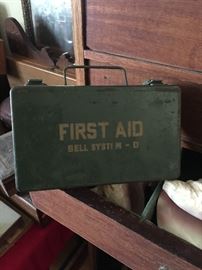 FIRST AID
BELL SYSTEM - D